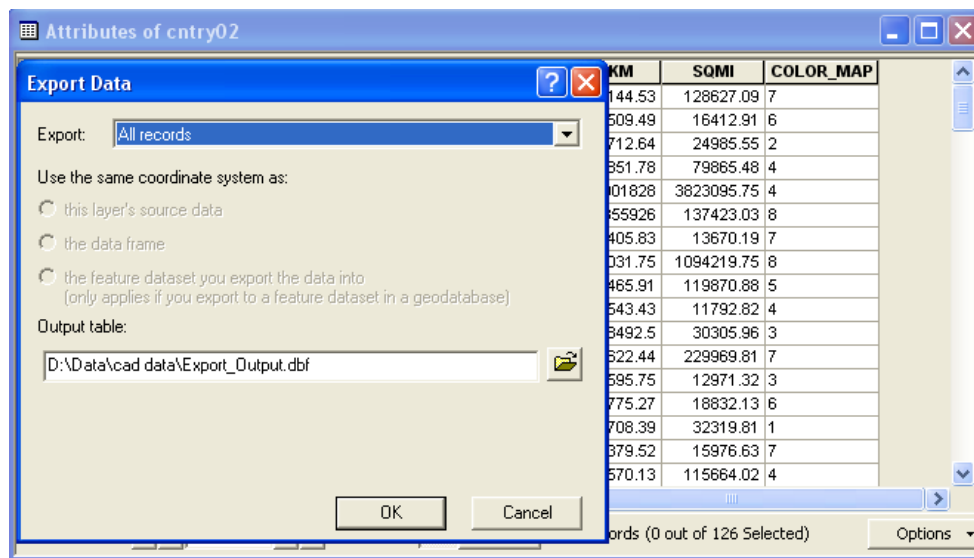 Attributes of cntry02
Export Data
Export: All records
Use the same coordinate system as:
this layer's source data
the data frame
the feature dataset you export the data into
(only applies if you export to a feature dataset in a geodatabase)
Output table:
D:\Data\cad data\Export_Output.dbf
OK Cancel
KM SQMI COLOR_MAP
144.53 128627.09 7
509.49 16412.91 6
712.64 24985.55 2
851.78 79865.48 4
001828 3823095.75 4
355926 137423.03 8
405.83 13670.19 7
031.75 1094219.75 8
465.91 119870.88 5
543.43 11792.82 4
8492.5 30305.96 3
622.44 229969.81 7
595.75 12971.32 3
775.27 18832.13 6
708.39 32319.81 1
379.52 15976.63 7
570.13 115664.02 4
ords (0 out of 126 Selected) Options